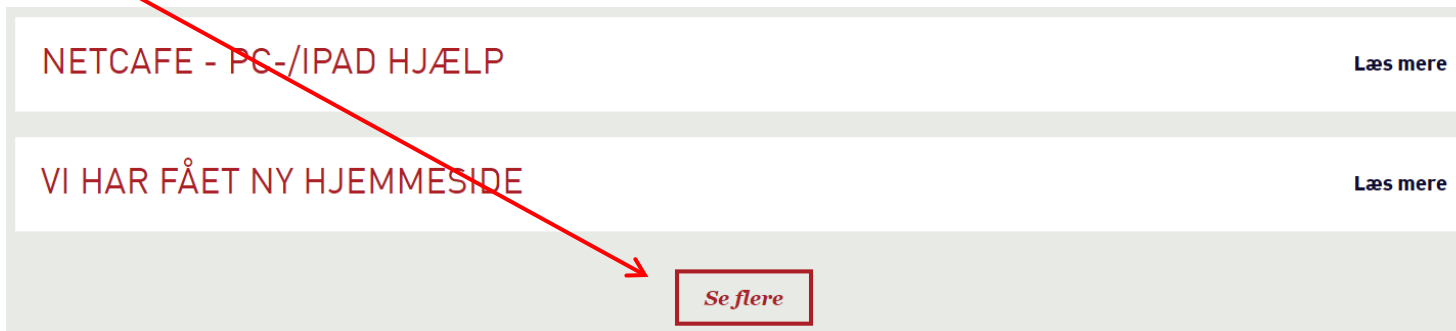 NETCAFE - PC-/IPAD HJÆLP
Læs mere
VI HAR FÅET NY HJEMMESIDE
Læs mere
Se flere